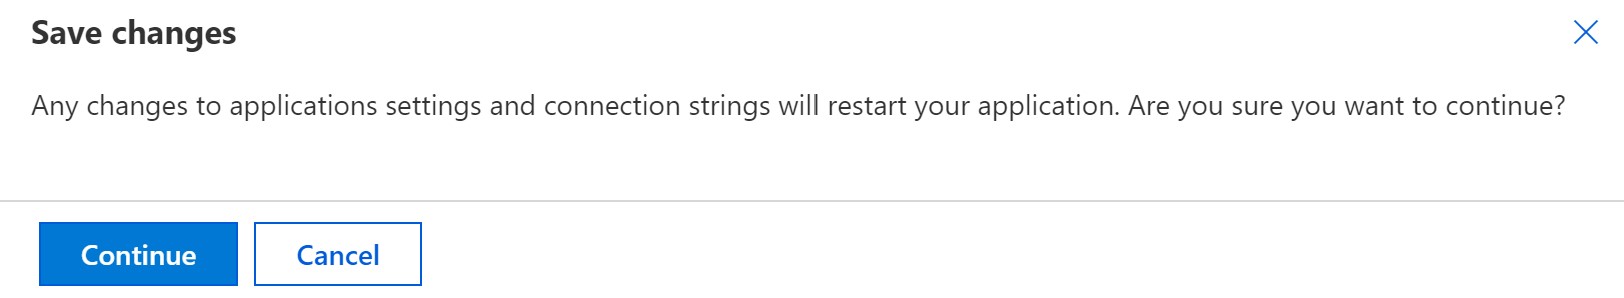 Save changes
Any changes to applications settings and connection strings will restart your application. Are you sure you want to continue?
Continue
Cancel